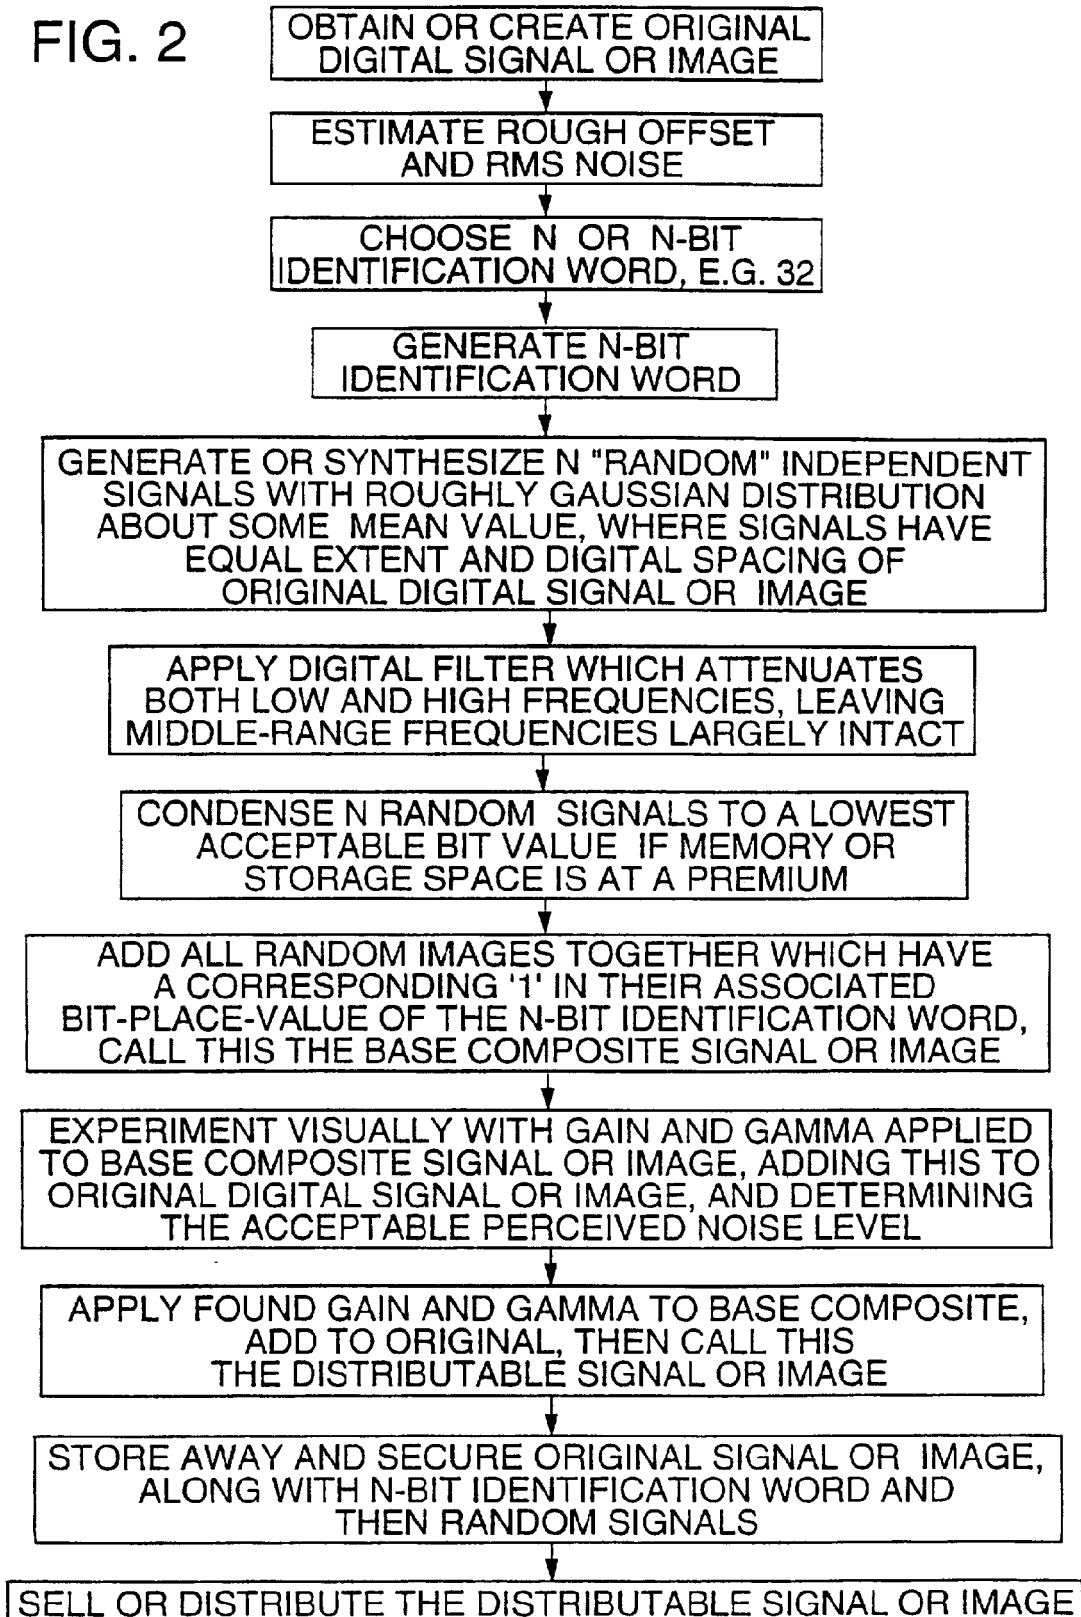 FIG. 2
OBTAIN OR CREATE ORIGINAL
DIGITAL SIGNAL OR IMAGE
ESTIMATE ROUGH OFFSET
AND RMS NOISE
CHOOSE N OR N-BIT
IDENTIFICATION WORD, E.G. 32
GENERATE N-BIT
IDENTIFICATION WORD
GENERATE OR SYNTHESIZE N "RANDOM" INDEPENDENT
SIGNALS WITH ROUGHLY GAUSSIAN DISTRIBUTION
ABOUT SOME MEAN VALUE, WHERE SIGNALS HAVE
EQUAL EXTENT AND DIGITAL SPACING OF
ORIGINAL DIGITAL SIGNAL OR IMAGE
APPLY DIGITAL FILTER WHICH ATTENUATES
BOTH LOW AND HIGH FREQUENCIES, LEAVING
MIDDLE-RANGE FREQUENCIES LARGELY INTACT
CONDENSE N RANDOM SIGNALS TO A LOWEST
ACCEPTABLE BIT VALUE IF MEMORY OR
STORAGE SPACE IS AT A PREMIUM
ADD ALL RANDOM IMAGES TOGETHER WHICH HAVE
A CORRESPONDING '1' IN THEIR ASSOCIATED
BIT-PLACE-VALUE OF THE N-BIT IDENTIFICATION WORD,
CALL THIS THE BASE COMPOSITE SIGNAL OR IMAGE
EXPERIMENT VISUALLY WITH GAIN AND GAMMA APPLIED
TO BASE COMPOSITE SIGNAL OR IMAGE, ADDING THIS TO
ORIGINAL DIGITAL SIGNAL OR IMAGE, AND DETERMINING
THE ACCEPTABLE PERCEIVED NOISE LEVEL
APPLY FOUND GAIN AND GAMMA TO BASE COMPOSITE,
ADD TO ORIGINAL, THEN CALL THIS
THE DISTRIBUTABLE SIGNAL OR IMAGE
STORE AWAY AND SECURE ORIGINAL SIGNAL OR IMAGE,
ALONG WITH N-BIT IDENTIFICATION WORD AND
THEN RANDOM SIGNALS
SELL OR DISTRIBUTE THE DISTRIBUTABLE SIGNAL OR IMAGE